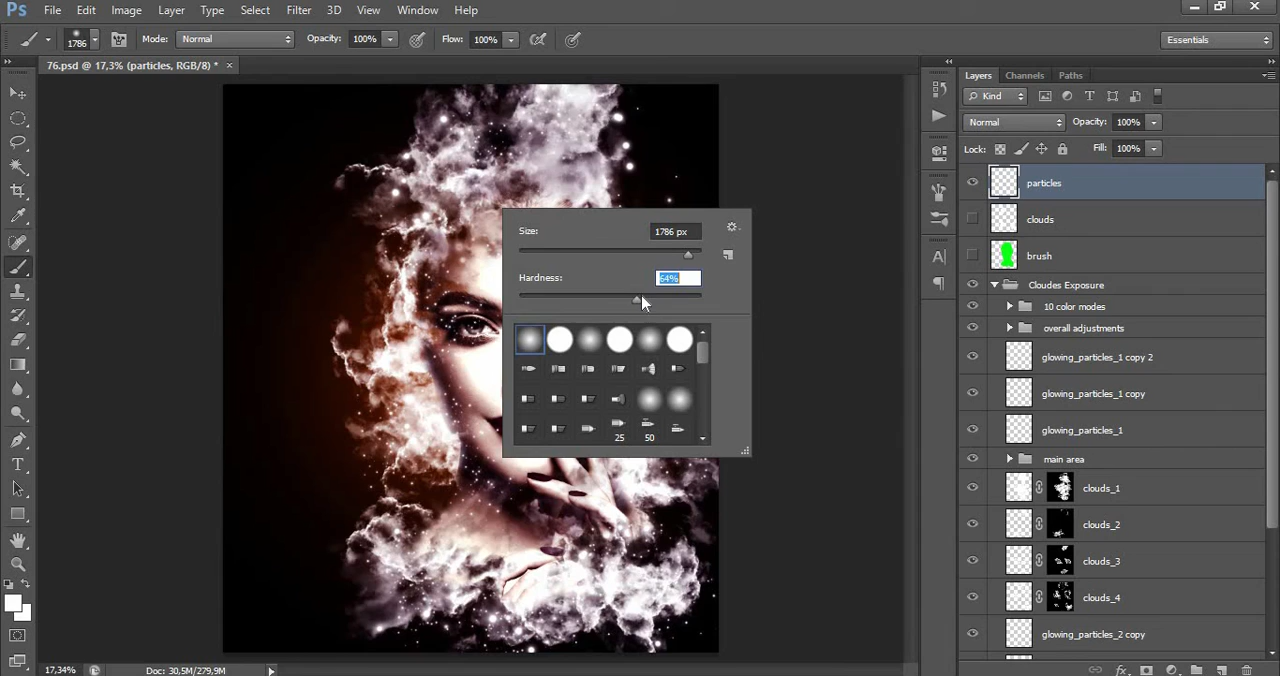 Ps File Edit Image Layer Type Select Filter 3D View Window Help
1786 Mode: Normal Opacity: 100% Flow: 100% Essentials
76.psd @ 17,3% (particles, RGB/8) * ×
Layers Channels Paths
Kind
Normal Opacity: 100%
Lock: Fill: 100%
particles
clouds
brush
Cloudes Exposure
10 color modes
overall adjustments
glowing_particles_1 copy 2
glowing_particles_1 copy
glowing_particles_1
main area
clouds_1
clouds_2
clouds_3
clouds_4
glowing_particles_2 copy
Size: 1786 px
Hardness: 64%
25 50
17,34% Doc: 30,5M/279,9M